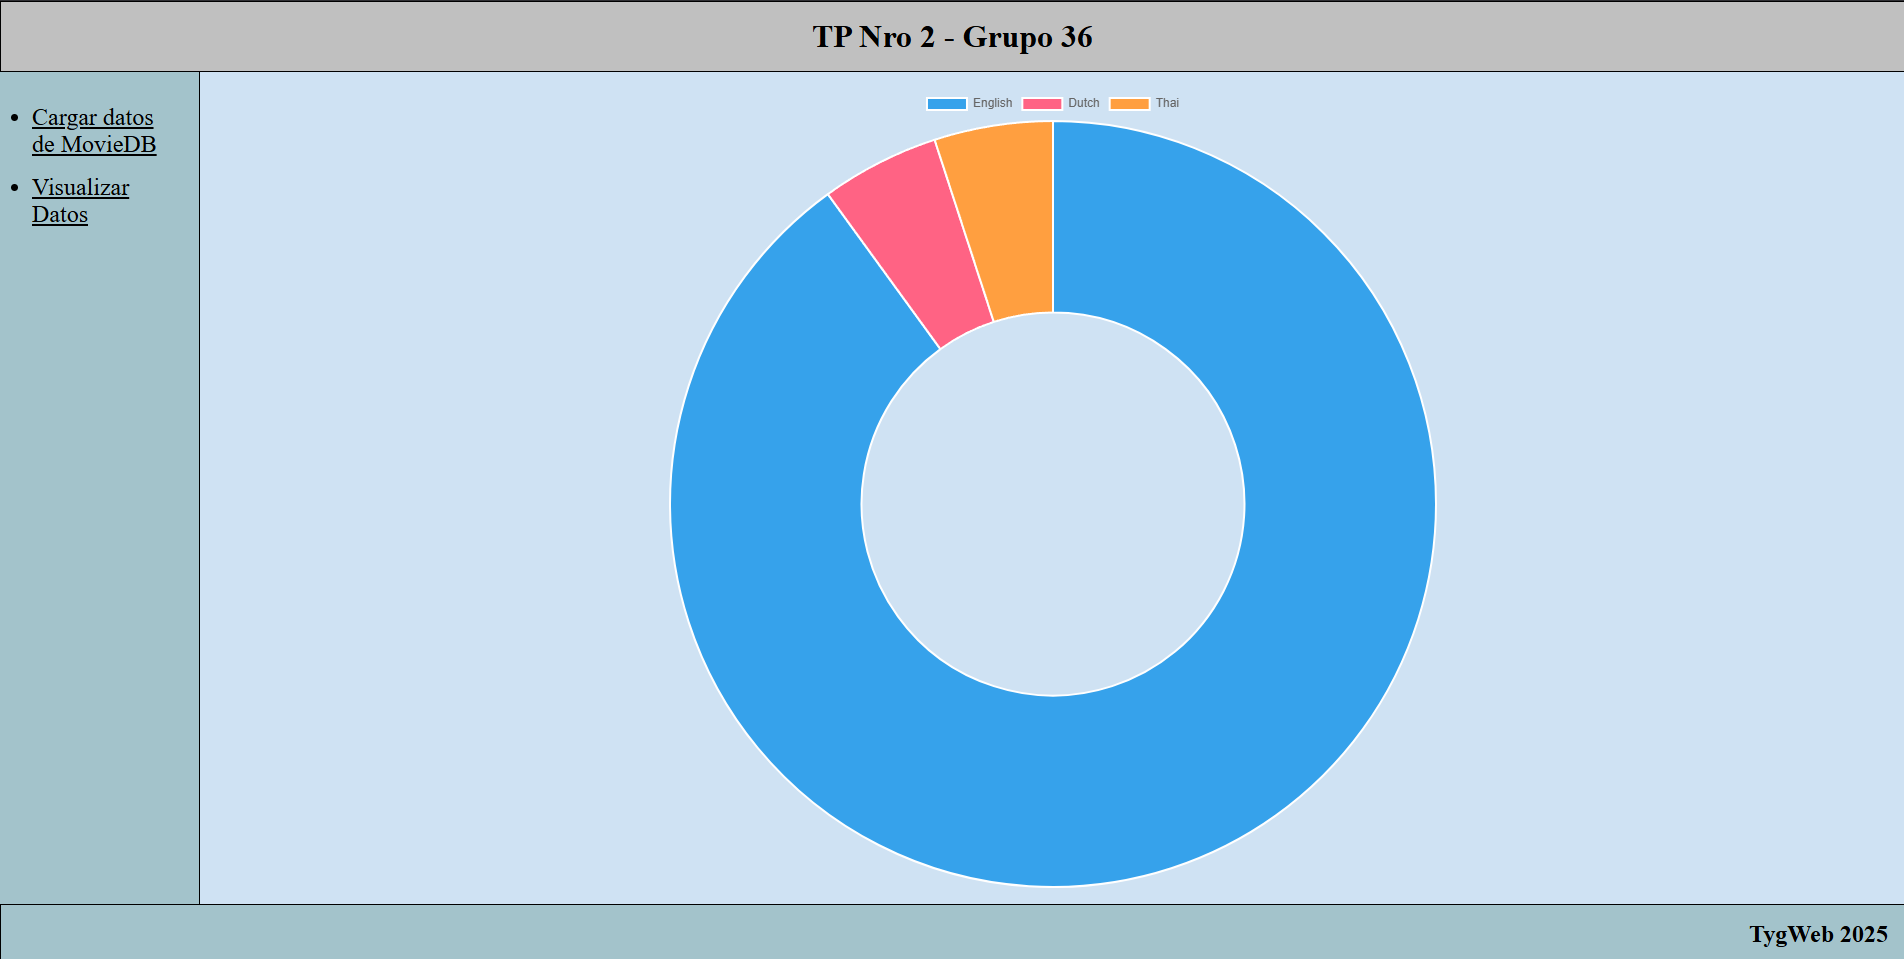 TP Nro 2 - Grupo 36
Cargar datos
de MovieDB
Visualizar
Datos
English Dutch Thai
TygWeb 2025